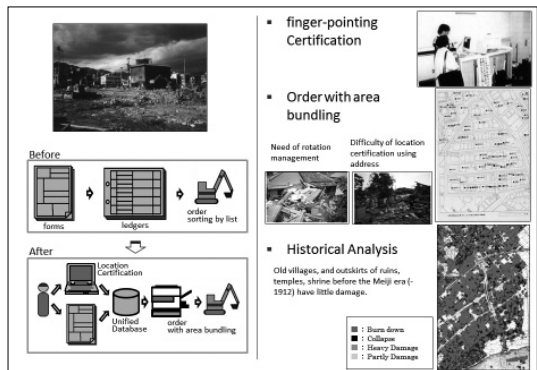 Before
forms
ledgers
order
sorting by list
After
Location
Certification
Unified
Database
order
with area bundling
finger-pointing
Certification
Order with area
bundling
Need of rotation
management
Difficulty of location
certification using
address
Historical Analysis
Old villages, and outskirts of ruins,
temples, shrine before the Meiji era (-
1912) have little damage.
: Burn down
: Collapse
: Heavy Damage
: Partly Damage